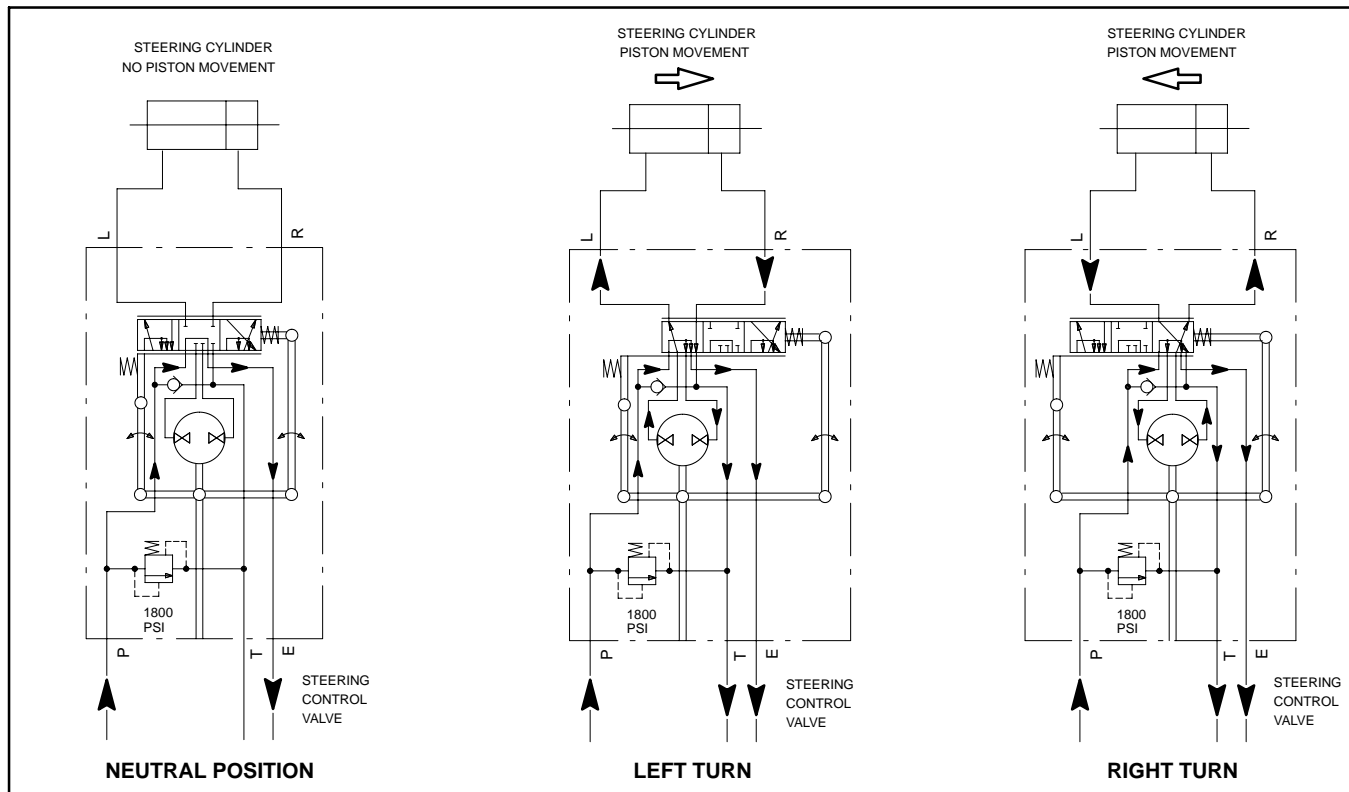 STEERING CYLINDER
NO PISTON MOVEMENT
L
R
1800
PSI
P
T
E
STEERING
CONTROL
VALVE
NEUTRAL POSITION
STEERING CYLINDER
PISTON MOVEMENT
L
R
1800
PSI
P
T
E
STEERING
CONTROL
VALVE
LEFT TURN
STEERING CYLINDER
PISTON MOVEMENT
L
R
1800
PSI
P
T
E
STEERING
CONTROL
VALVE
RIGHT TURN